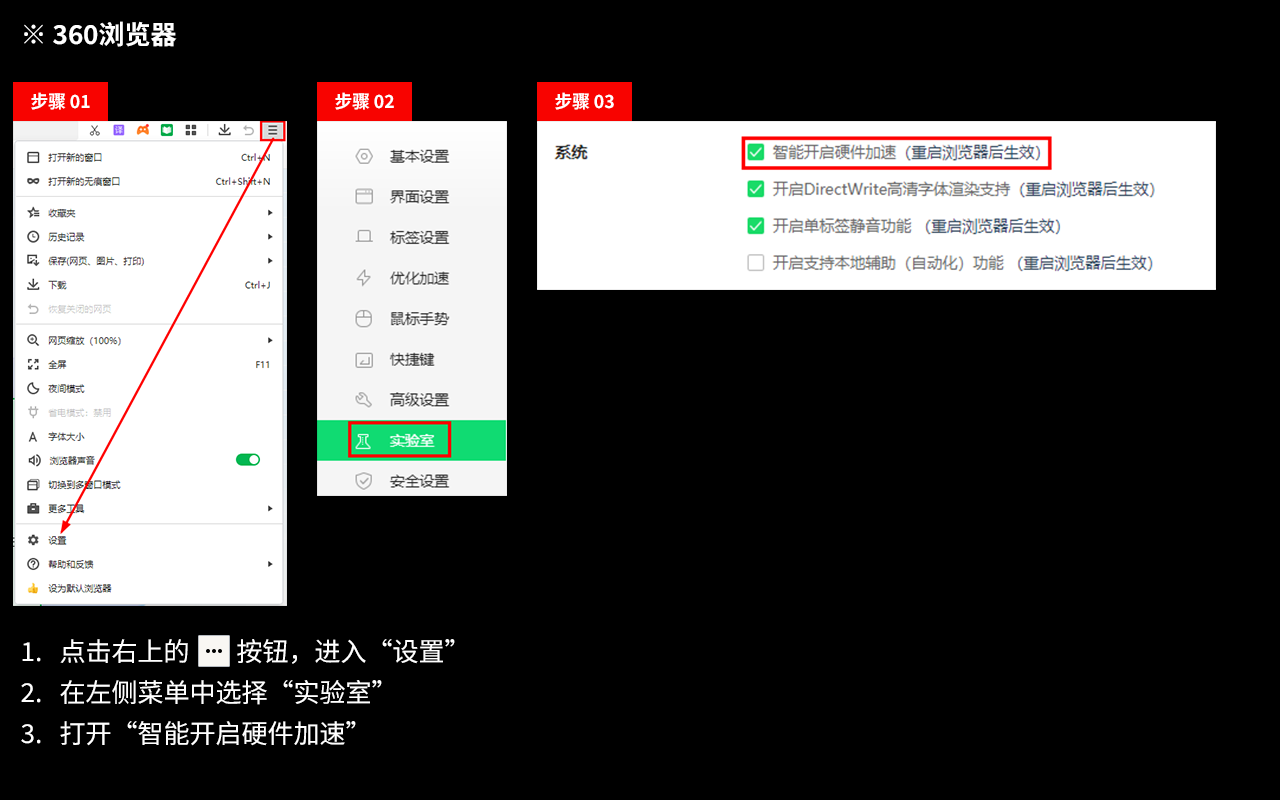 ※ 360浏览器
步骤 01
打开新的窗口 Ctrl+N
打开新的无痕窗口 Ctrl+Shift+N
收藏夹
历史记录
保存(网页、图片、打印)
下载 Ctrl+J
恢复关闭的网页
网页缩放 (100%)
全屏 F11
夜间模式
省电模式：禁用
字体大小
浏览器声音
切换到多窗口模式
更多工具
设置
帮助和反馈
设为默认浏览器
步骤 02
基本设置
界面设置
标签设置
优化加速
鼠标手势
快捷键
高级设置
实验室
安全设置
步骤 03
系统
智能开启硬件加速（重启浏览器后生效）
开启DirectWrite高清字体渲染支持（重启浏览器后生效）
开启单标签静音功能 （重启浏览器后生效）
开启支持本地辅助（自动化）功能 （重启浏览器后生效）
1. 点击右上的 ··· 按钮，进入“设置”
2. 在左侧菜单中选择“实验室”
3. 打开“智能开启硬件加速”